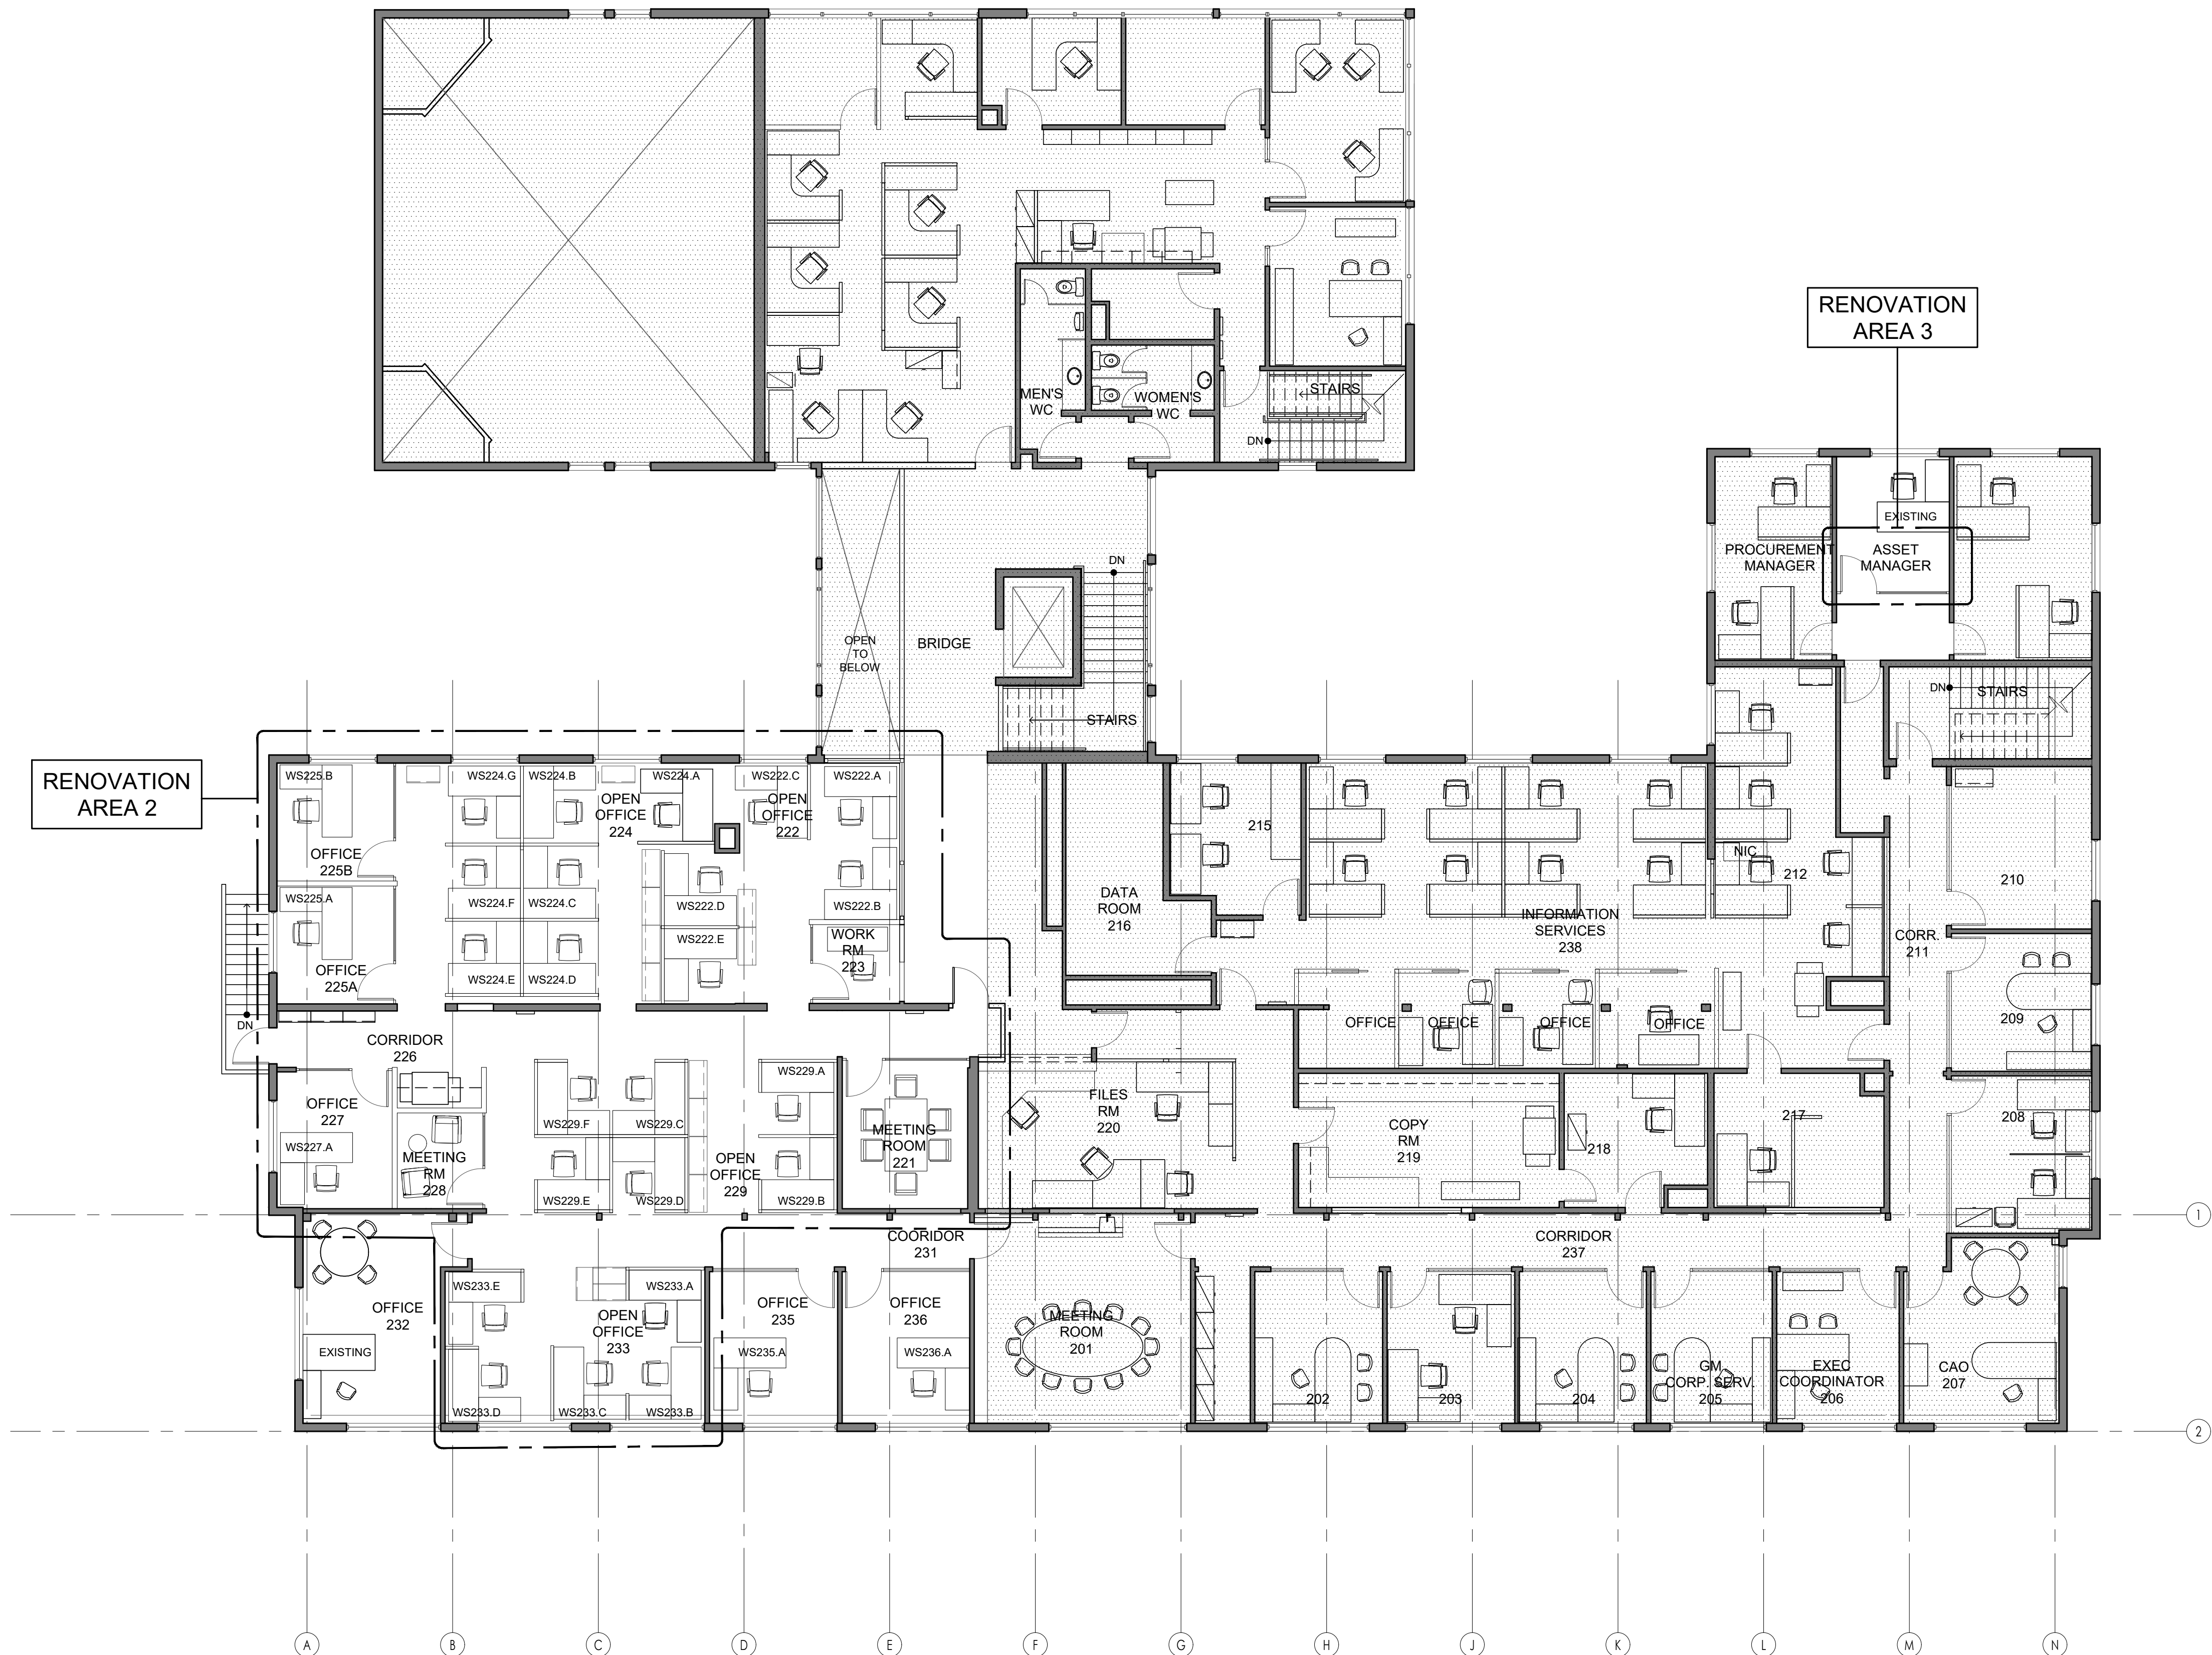 RENOVATION
AREA 3
MEN'S
WC
WOMEN'S
WC
STAIRS
DN
EXISTING
PROCUREMENT
MANAGER
ASSET
MANAGER
DN
OPEN
TO
BELOW
BRIDGE
STAIRS
DN
STAIRS
RENOVATION
AREA 2
WS225.B
WS224.G
WS224.B
WS224.A
WS222.C
WS222.A
OPEN
OFFICE
224
OPEN
OFFICE
222
OFFICE
225B
WS225.A
WS224.F
WS224.C
WS222.D
WS222.B
WS222.E
WORK
RM
223
OFFICE
225A
WS224.E
WS224.D
215
DATA
ROOM
216
INFORMATION
SERVICES
238
NIC
212
210
CORR.
211
209
OFFICE
OFFICE
OFFICE
OFFICE
DN
CORRIDOR
226
OFFICE
227
WS227.A
MEETING
RM
228
WS229.F
WS229.C
WS229.A
WS229.E
WS229.D
WS229.B
OPEN
OFFICE
229
MEETING
ROOM
221
FILES
RM
220
COPY
RM
219
218
217
208
1
COORIDOR
231
CORRIDOR
237
OFFICE
232
EXISTING
WS233.E
WS233.A
OPEN
OFFICE
233
WS233.D
WS233.C
WS233.B
OFFICE
235
WS235.A
OFFICE
236
WS236.A
MEETING
ROOM
201
202
203
204
GM
CORP. SERV.
205
EXEC
COORDINATOR
206
CAO
207
2
A
B
C
D
E
F
G
H
J
K
L
M
N